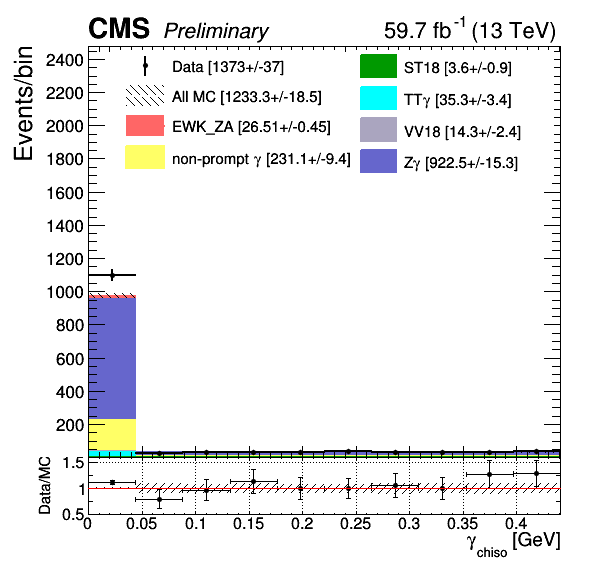 CMS Preliminary 59.7 fb⁻¹ (13 TeV)
Events/bin
2400
2200
2000
1800
1600
1400
1200
1000
800
600
400
200
Data [1373+/-37]
All MC [1233.3+/-18.5]
EWK_ZA [26.51+/-0.45]
non-prompt γ [231.1+/-9.4]
ST18 [3.6+/-0.9]
TTγ [35.3+/-3.4]
VV18 [14.3+/-2.4]
Zγ [922.5+/-15.3]
Data/MC
1.5
1
0.5
0 0.05 0.1 0.15 0.2 0.25 0.3 0.35 0.4
γchiso [GeV]